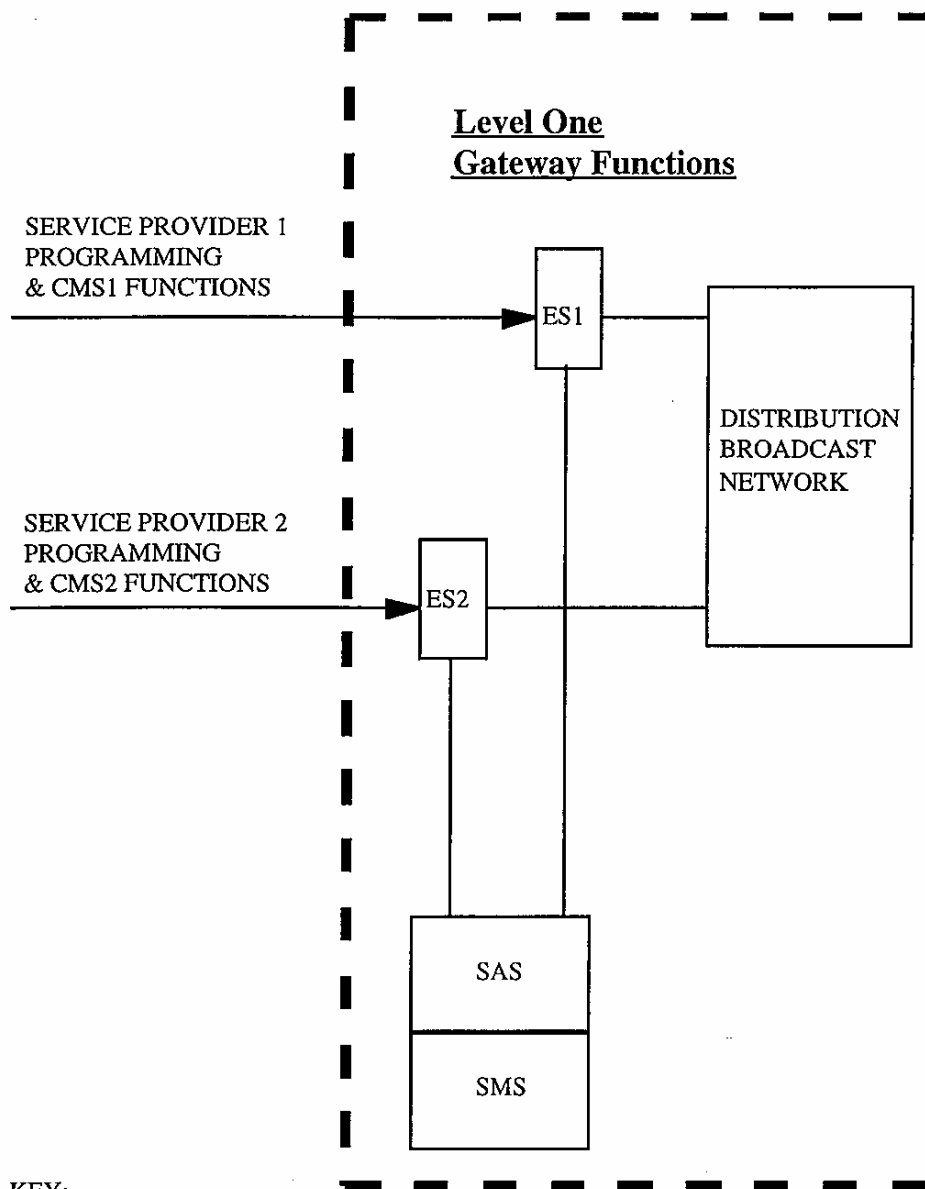 Level One
Gateway Functions
SERVICE PROVIDER 1
PROGRAMMING
& CMS1 FUNCTIONS
ES1
DISTRIBUTION
BROADCAST
NETWORK
SERVICE PROVIDER 2
PROGRAMMING
& CMS2 FUNCTIONS
ES2
SAS
SMS
KEY: